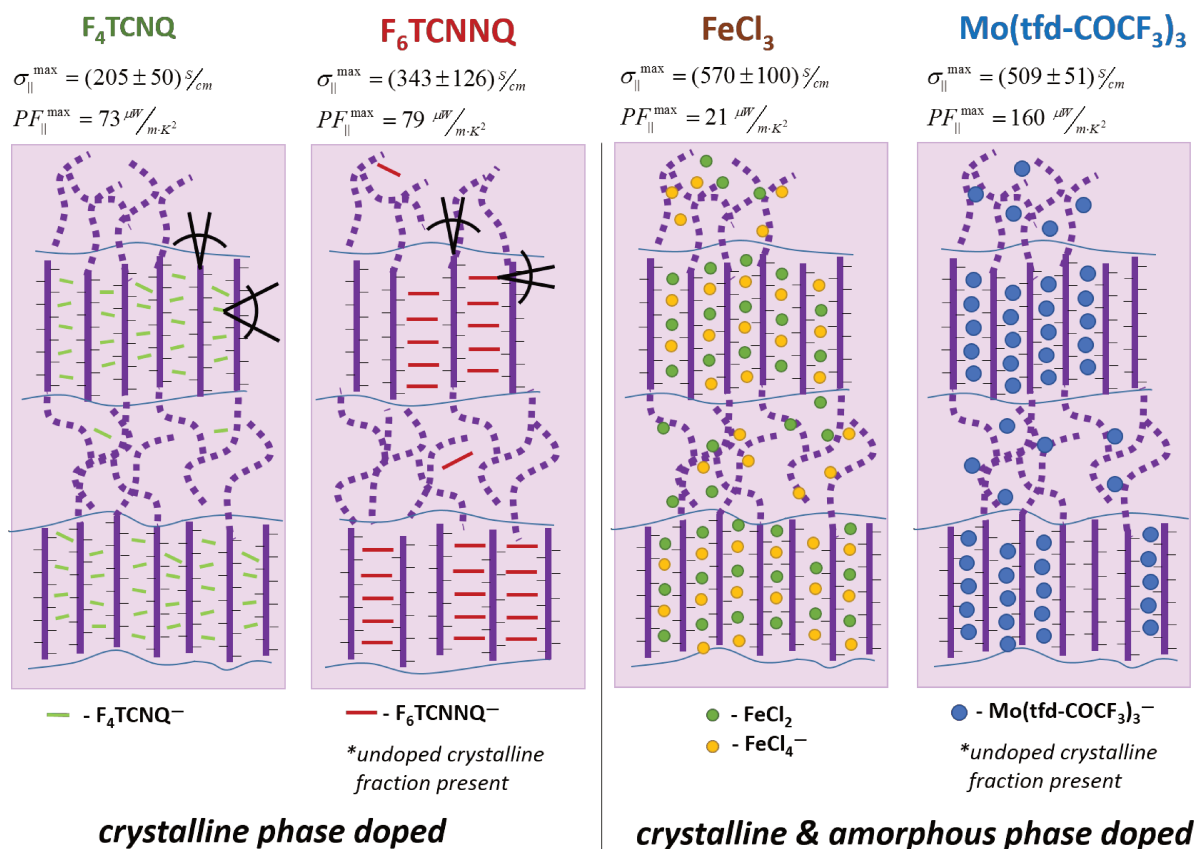 F₄TCNQ
σ||ᵐᵃˣ = (205 ± 50) S/cm
PF||ᵐᵃˣ = 73 μW/m·K²
F₆TCNNQ
σ||ᵐᵃˣ = (343 ± 126) S/cm
PF||ᵐᵃˣ = 79 μW/m·K²
FeCl₃
σ||ᵐᵃˣ = (570 ± 100) S/cm
PF||ᵐᵃˣ = 21 μW/m·K²
Mo(tfd-COCF₃)₃
σ||ᵐᵃˣ = (509 ± 51) S/cm
PF||ᵐᵃˣ = 160 μW/m·K²
- F₄TCNQ⁻
- F₆TCNNQ⁻
*undoped crystalline
fraction present
- FeCl₂
- FeCl₄⁻
- Mo(tfd-COCF₃)₃⁻
*undoped crystalline
fraction present
crystalline phase doped
crystalline & amorphous phase doped